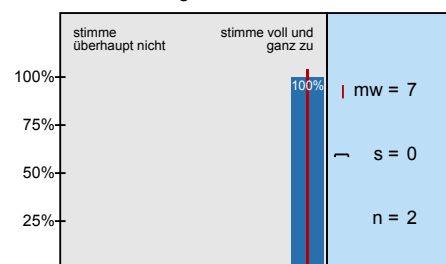 stimme
überhaupt nicht
stimme voll und
ganz zu
100%
100%
mw = 7
75%
s = 0
50%
n = 2
25%